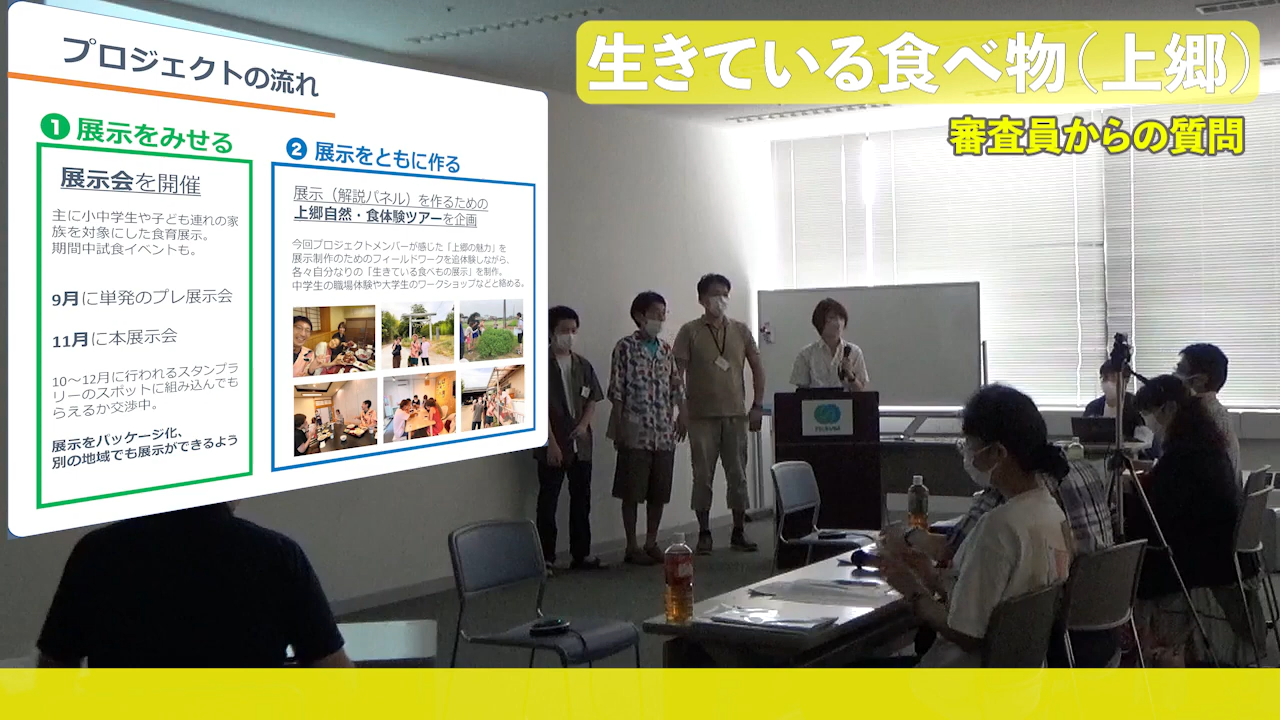 プロジェクトの流れ
生きている食べ物（上郷）
審査員からの質問
❶ 展示をみせる
展示会を開催
主に小中学生や子ども連れの家
族を対象にした食育展示。
期間中試食イベントも。
9月に単発のプレ展示会
11月に本展示会
10～12月に行われるスタンプラ
リーのスポットに組み込んでも
らえるか交渉中。
展示をパッケージ化、
別の地域でも展示ができるよう
❷ 展示をともに作る
展示（解説パネル）を作るための
上郷自然・食体験ツアーを企画
今回プロジェクトメンバーが感じた「上郷の魅力」を
展示制作のためのフィールドワークを追体験しながら、
各々自分なりの「生きている食べ物の展示」を制作。
中学生の職場体験や大学生のワークショップなどと絡める。